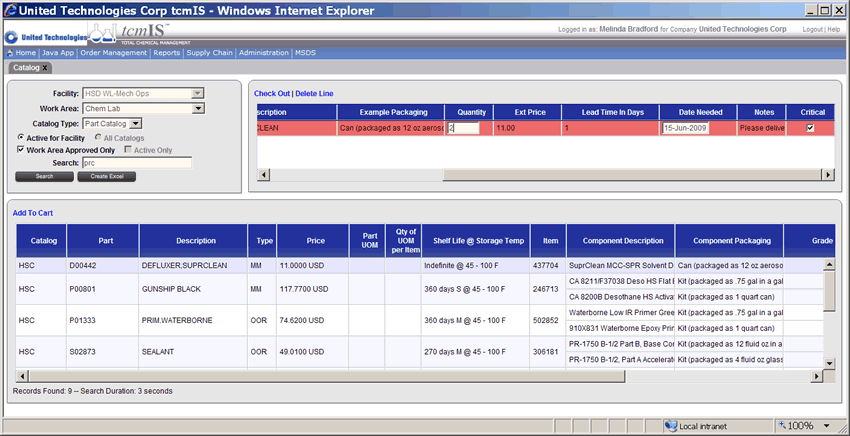 United Technologies Corp tcmIS - Windows Internet Explorer
United Technologies tcmIS™ TOTAL CHEMICAL MANAGEMENT
Logged in as: Melinda Bradford for Company United Technologies Corp Logout | Help
Home | Java App | Order Management | Reports | Supply Chain | Administration | MSDS
Catalog x
Facility: HSD WL-Mech Ops
Work Area: Chem Lab
Catalog Type: Part Catalog
Active for Facility All Catalogs
Work Area Approved Only Active Only
Search: prc
Search Create Excel
Check Out | Delete Line
scription Example Packaging Quantity Ext Price Lead Time In Days Date Needed Notes Critical
CLEAN Can (packaged as 12 oz aeroso 2 11.00 1 15-Jun-2009 Please delive
Add To Cart
Catalog Part Description Type Price Part UOM Qty of UOM per Item Shelf Life @ Storage Temp Item Component Description Component Packaging Grade
HSC D00442 DEFLUXER,SUPRCLEAN MM 11.0000 USD Indefinite @ 45 - 100 F 437704 SuprClean MCC-SPR Solvent D Can (packaged as 12 oz aeroso
HSC P00801 GUNSHIP BLACK MM 117.7700 USD 360 days S @ 45 - 100 F 246713 CA 8211/F37038 Deso HS Flat B Kit (packaged as .75 gal in a gal
CA 8200B Desothane HS Activa Kit (packaged as 1 quart can)
HSC P01333 PRIM.WATERBORNE OOR 74.6200 USD 360 days M @ 45 - 100 F 502852 Waterborne Low IR Primer Gree Kit (packaged as .75 gal in a ga
910X831 Waterborne Epoxy Prim Kit (packaged as 1 quart can)
HSC S02873 SEALANT OOR 49.0100 USD 270 days M @ 45 - 100 F 306181 PR-1750 B-1/2 Part B, Base Cor Kit (packaged as 12 fluid oz in a
PR-1750 B-1/2, Part A Accelerato Kit (packaged as 4 fluid oz glass
Records Found: 9 -- Search Duration: 3 seconds
Local intranet 100%